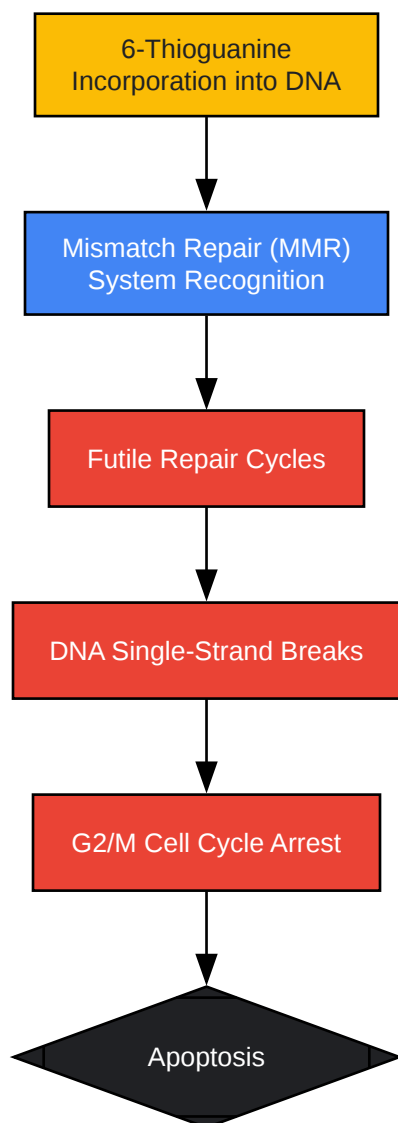 6-Thioguanine
Incorporation into DNA
Mismatch Repair (MMR)
System Recognition
Futile Repair Cycles
DNA Single-Strand Breaks
G2/M Cell Cycle Arrest
Apoptosis